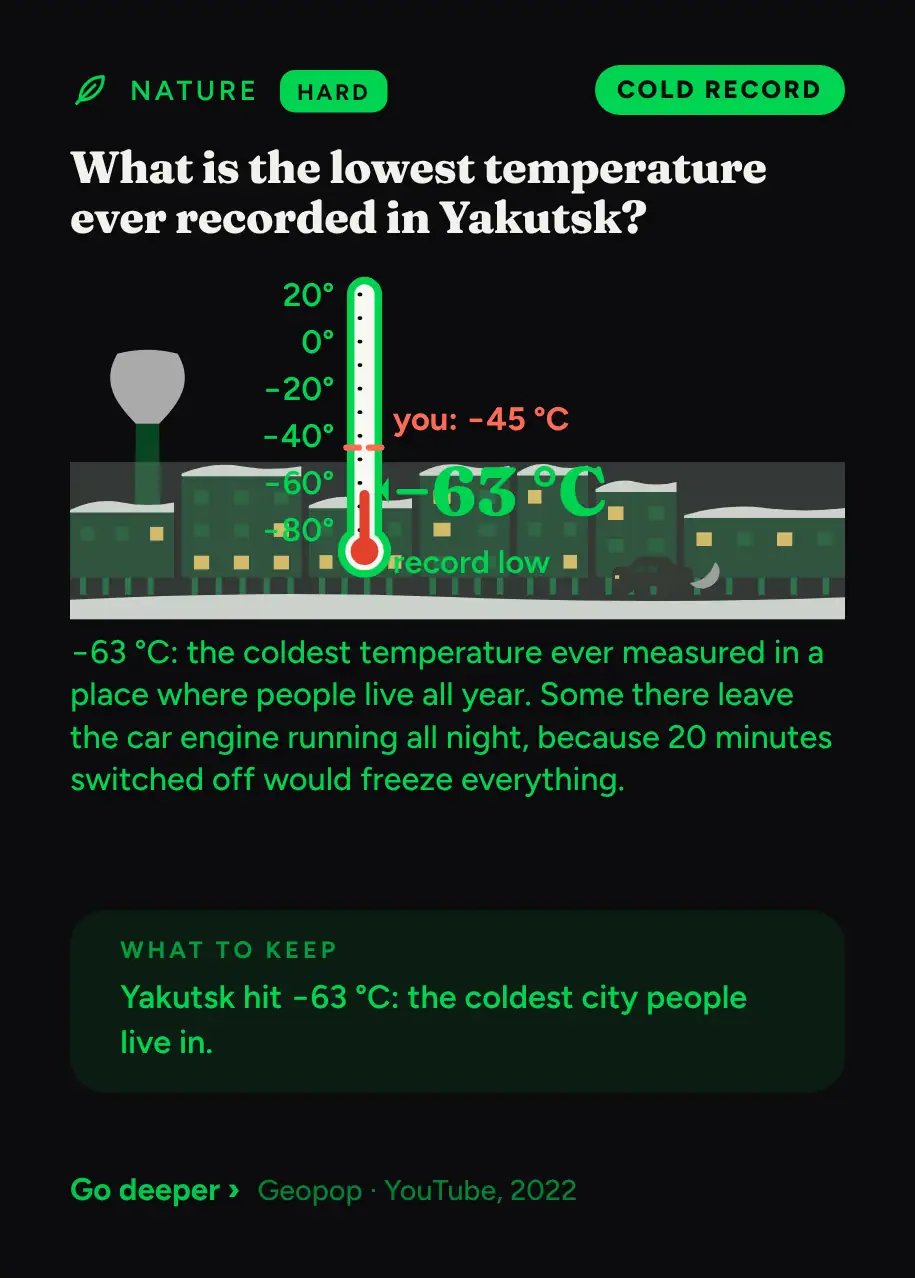 NATURE HARD COLD RECORD
What is the lowest temperature
ever recorded in Yakutsk?
20°
0°
−20°
you: −45 °C
−40°
−60°
−63 °C
−80°
record low
−63 °C: the coldest temperature ever measured in a
place where people live all year. Some there leave
the car engine running all night, because 20 minutes
switched off would freeze everything.
WHAT TO KEEP
Yakutsk hit −63 °C: the coldest city people
live in.
Go deeper › Geopop · YouTube, 2022